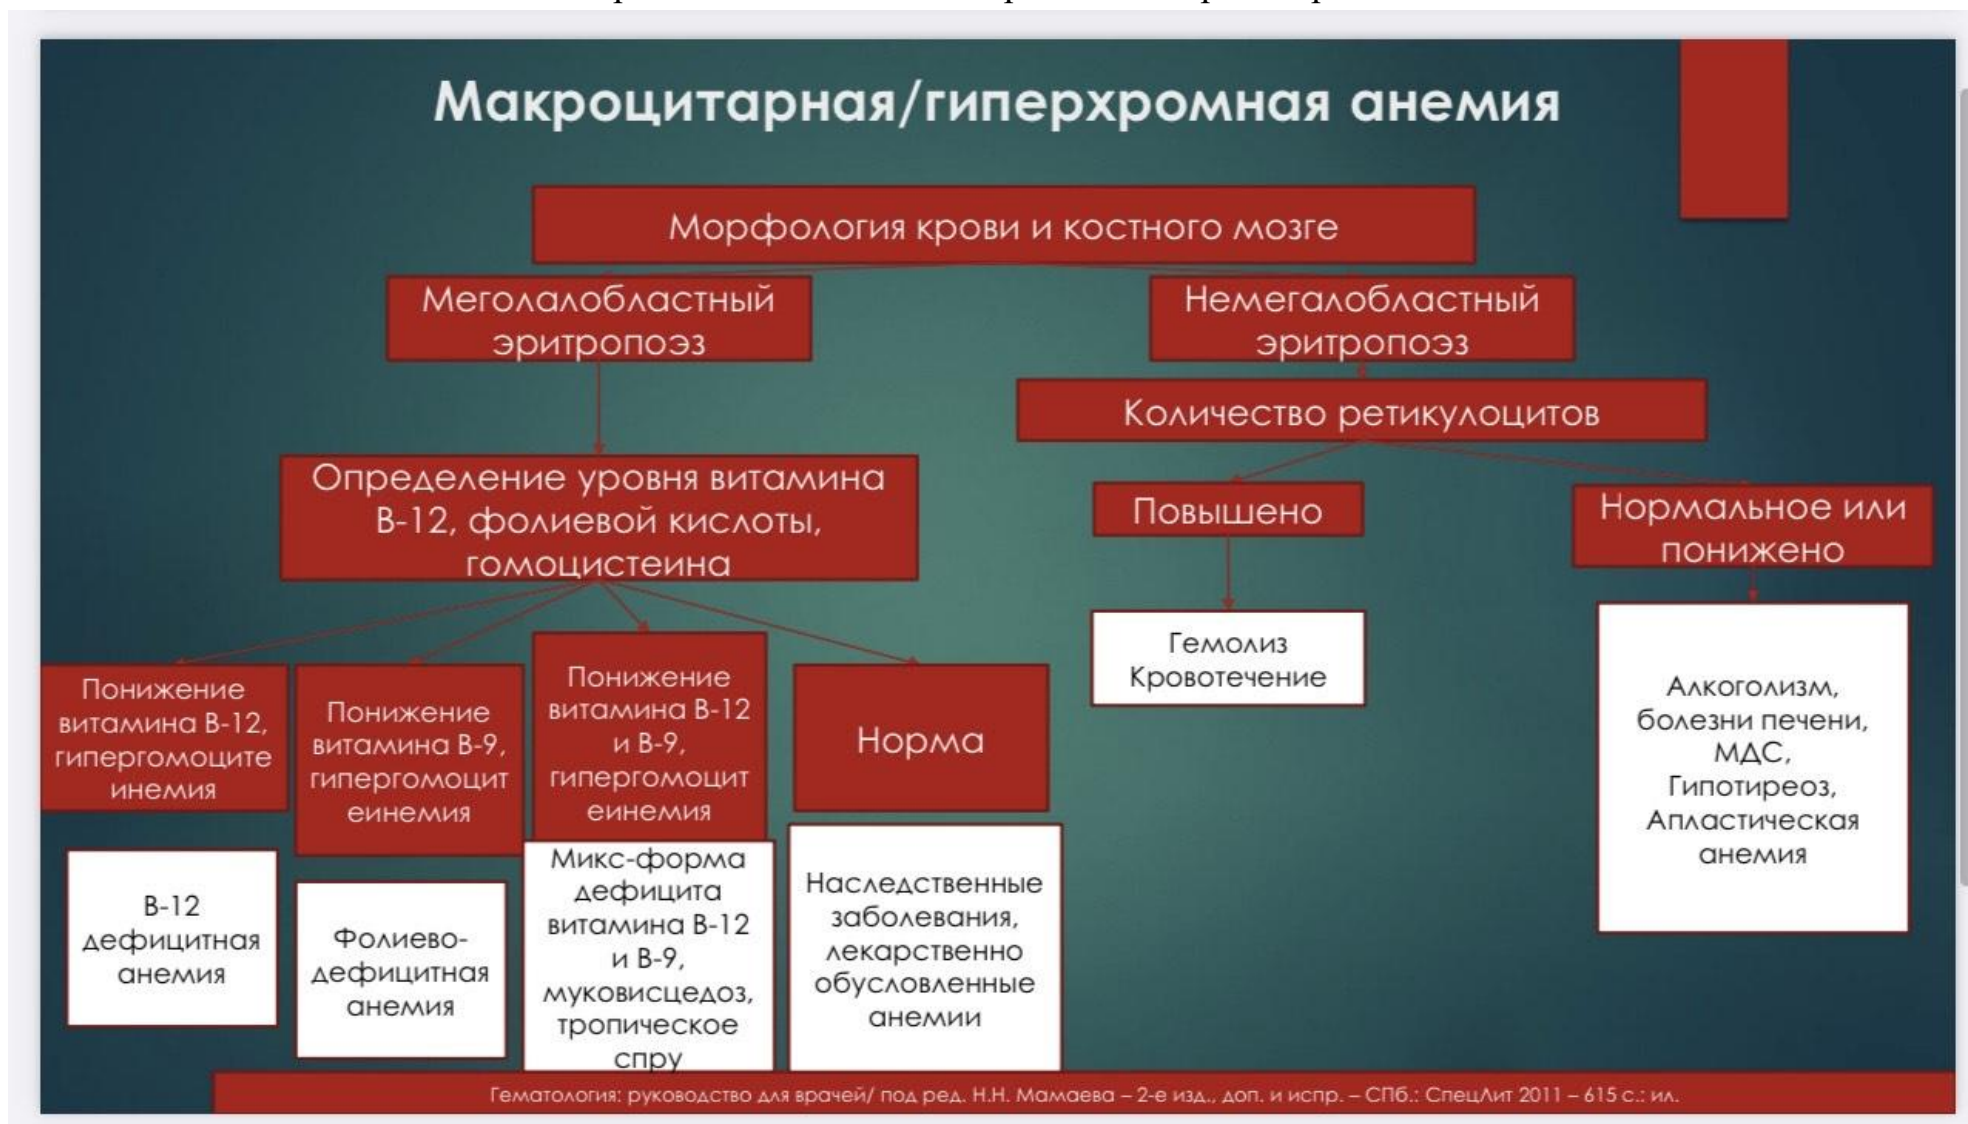 Макроцитарная/гиперхромная анемия
Морфология крови и костного мозге
Меголалобластный
эритропоэз
Немегалобластный
эритропоэз
Количество ретикулоцитов
Определение уровня витамина
В-12, фолиевой кислоты,
гомоцистеина
Повышено
Нормальное или
понижено
Гемолиз
Кровотечение
Алкоголизм,
болезни печени,
МДС,
Гипотиреоз,
Апластическая
анемия
Понижение
витамина В-12,
гипергомоците
инемия
Понижение
витамина В-9,
гипергомоцит
еинемия
Понижение
витамина В-12
и В-9,
гипергомоцит
еинемия
Норма
В-12
дефицитная
анемия
Фолиево-
дефицитная
анемия
Микс-форма
дефицита
витамина В-12
и В-9,
муковисцедоз,
тропическое
спру
Наследственные
заболевания,
лекарственно
обусловленные
анемии
Гематология: руководство для врачей/ под ред. Н.Н. Мамаева – 2-е изд., доп. и испр. – СПб.: СпецЛит 2011 – 615 с.: ил.